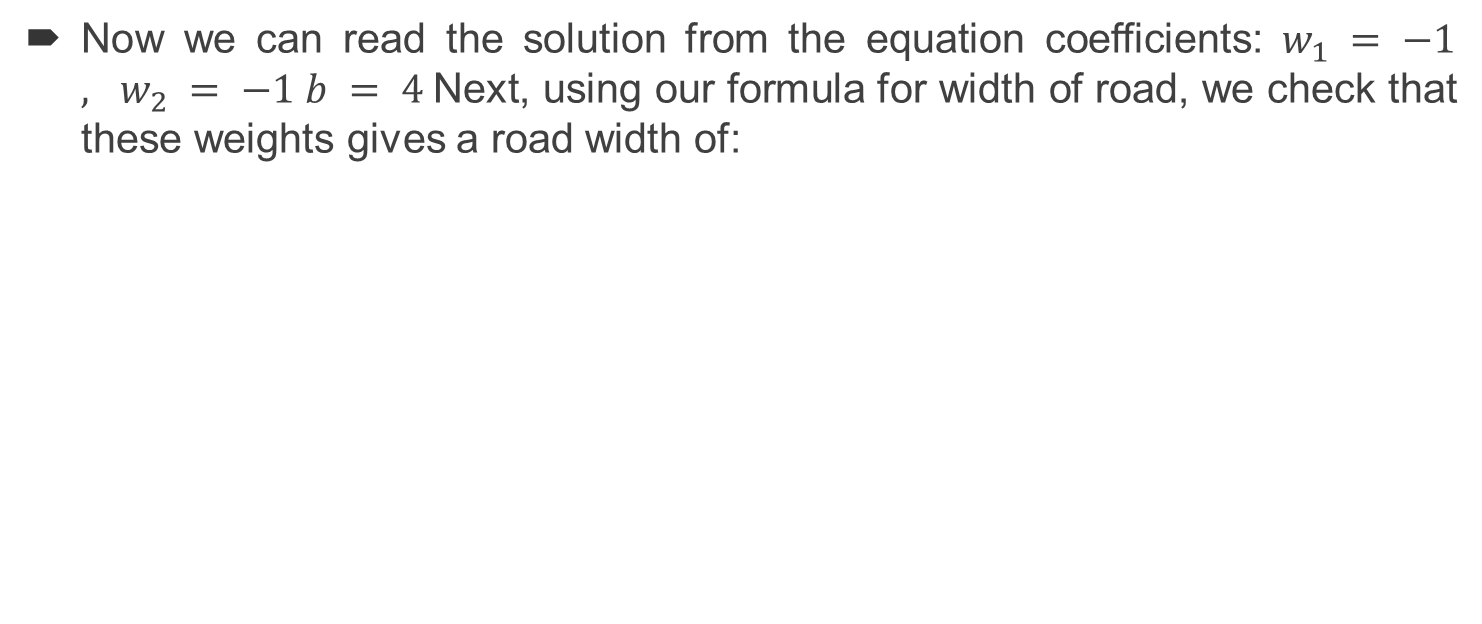 Now we can read the solution from the equation coefficients: w₁ = −1
, w₂ = −1 b = 4 Next, using our formula for width of road, we check that
these weights gives a road width of: